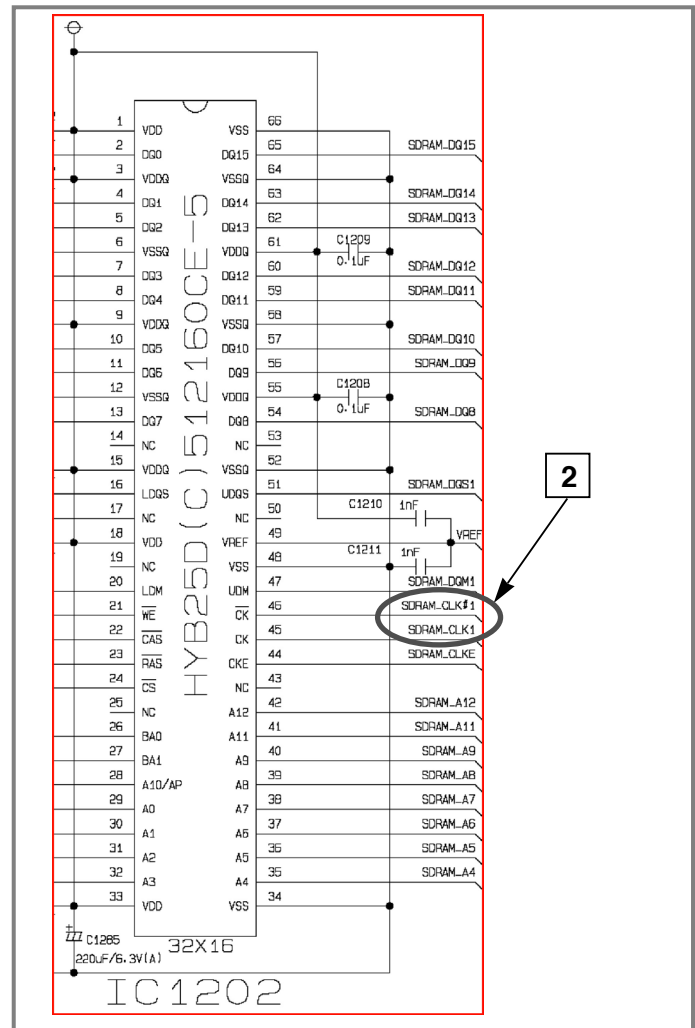 1 VDD VSS 66
2 DQ0 DQ15 65 SDRAM_DQ15
3 VDDQ VSSQ 64
4 DQ1 DQ14 63 SDRAM_DQ14
5 DQ2 DQ13 62 SDRAM_DQ13
6 VSSQ VDDQ 61 C1209 0.1uF
7 DQ3 DQ12 60 SDRAM_DQ12
8 DQ4 DQ11 59 SDRAM_DQ11
9 VDDQ VSSQ 58
10 DQ5 DQ10 57 SDRAM_DQ10
11 DQ6 DQ9 56 SDRAM_DQ9
12 VSSQ VDDQ 55 C1208 0.1uF
13 DQ7 DQ8 54 SDRAM_DQ8
14 NC NC 53
15 VDDQ VSSQ 52
16 LDQS UDQS 51 SDRAM_DQS1
17 NC NC 50 C1210 1nF
18 VDD VREF 49 VREF
19 NC VSS 48 C1211 1nF
20 LDM UDM 47 SDRAM_DQM1
21 WE CK 46 SDRAM_CLK#1
22 CAS CK 45 SDRAM_CLK1
23 RAS CKE 44 SDRAM_CLKE
24 CS NC 43
25 NC A12 42 SDRAM_A12
26 BA0 A11 41 SDRAM_A11
27 BA1 A9 40 SDRAM_A9
28 A10/AP A8 39 SDRAM_A8
29 A0 A7 38 SDRAM_A7
30 A1 A6 37 SDRAM_A6
31 A2 A5 36 SDRAM_A5
32 A3 A4 35 SDRAM_A4
33 VDD VSS 34
HYB25D(C)512160CE-5
2
+
C1285
220uF/6.3V(A)
32X16
IC1202